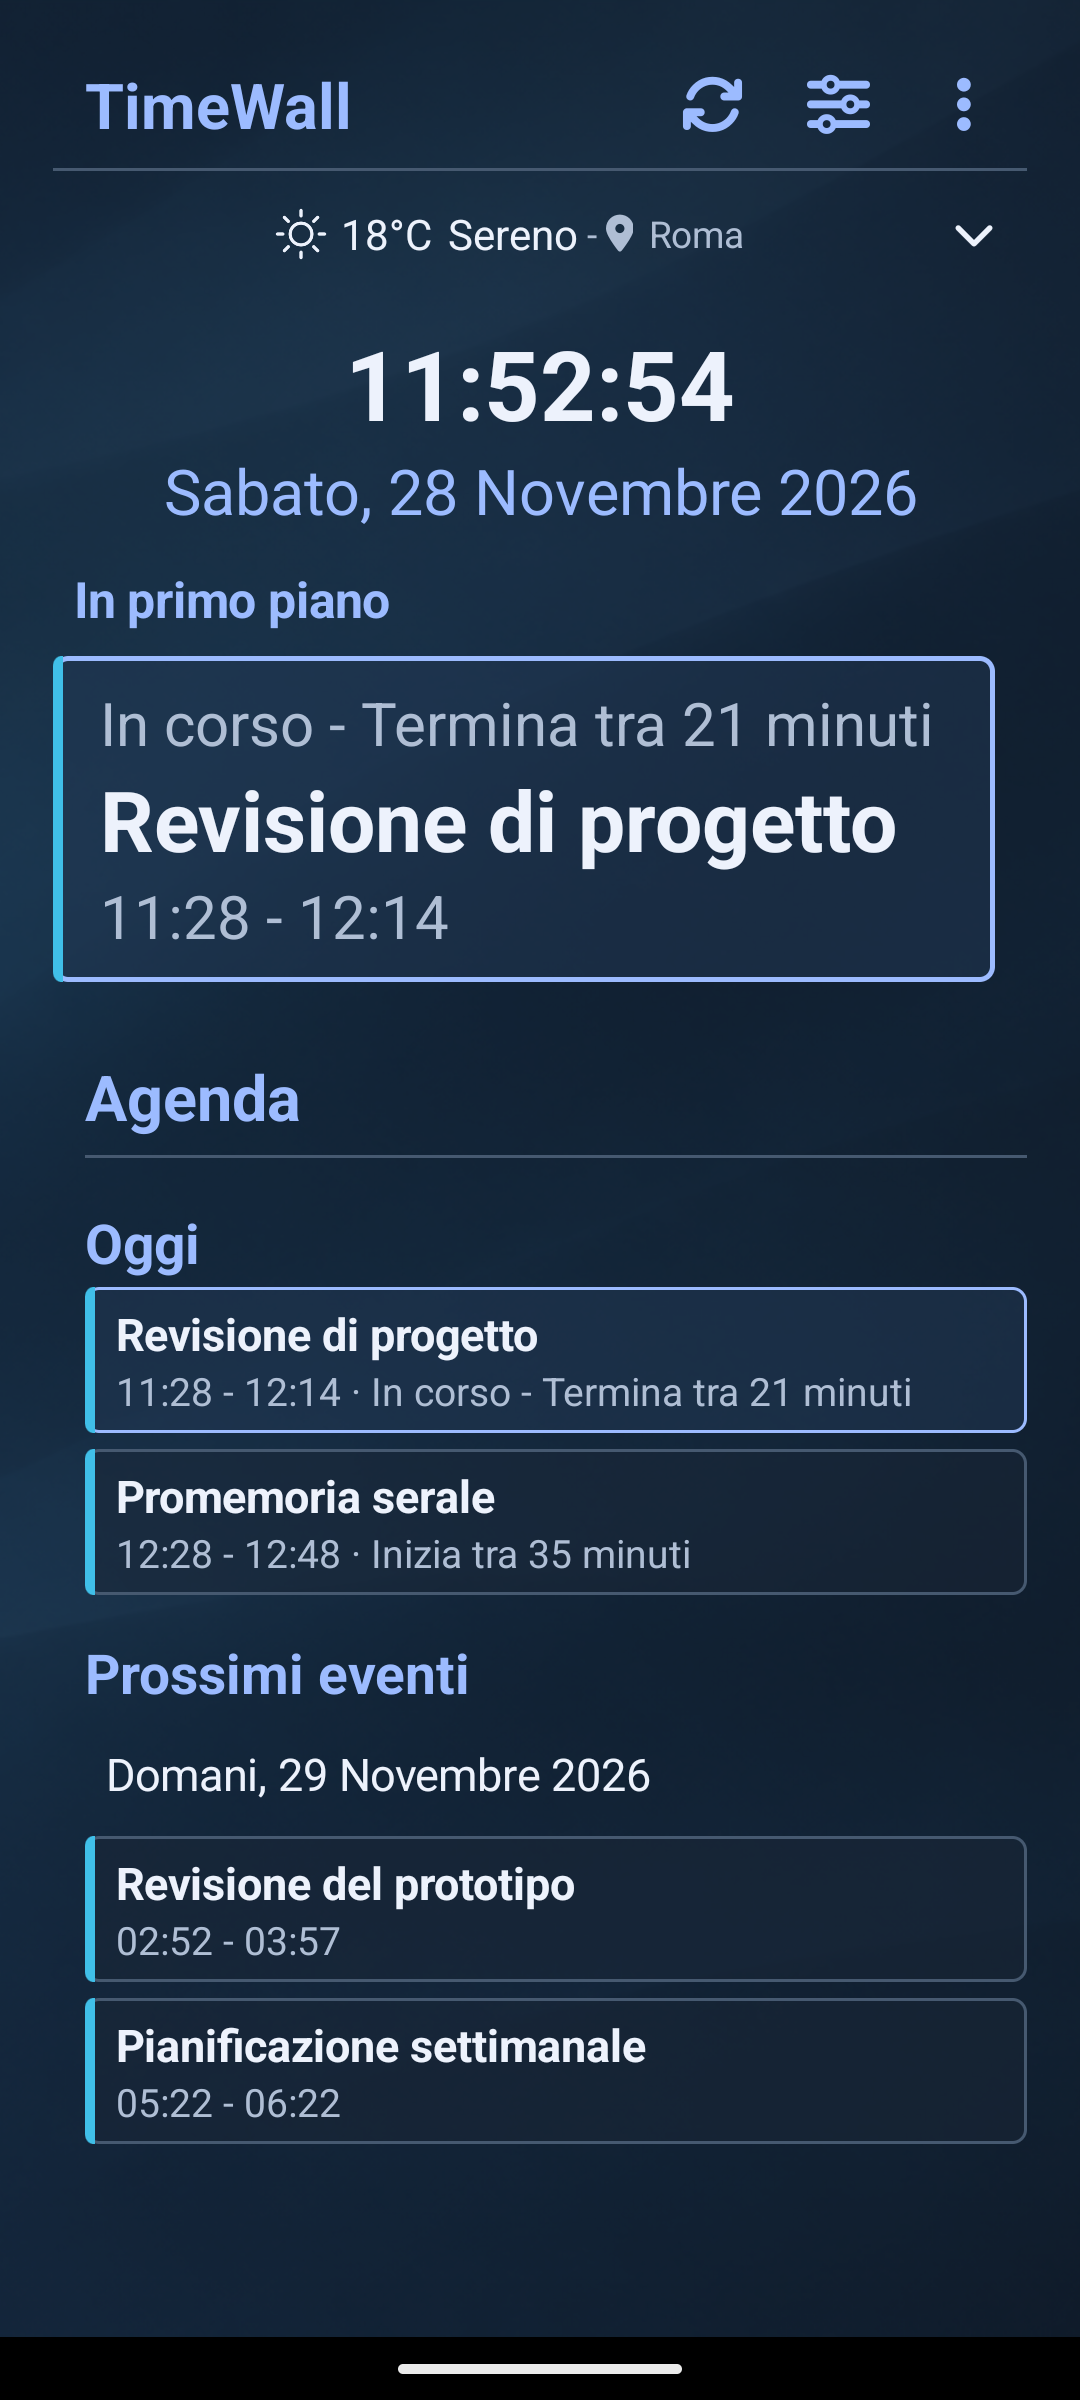 TimeWall
18°C Sereno - Roma
11:52:54
Sabato, 28 Novembre 2026
In primo piano
In corso - Termina tra 21 minuti
Revisione di progetto
11:28 - 12:14
Agenda
Oggi
Revisione di progetto
11:28 - 12:14 · In corso - Termina tra 21 minuti
Promemoria serale
12:28 - 12:48 · Inizia tra 35 minuti
Prossimi eventi
Domani, 29 Novembre 2026
Revisione del prototipo
02:52 - 03:57
Pianificazione settimanale
05:22 - 06:22